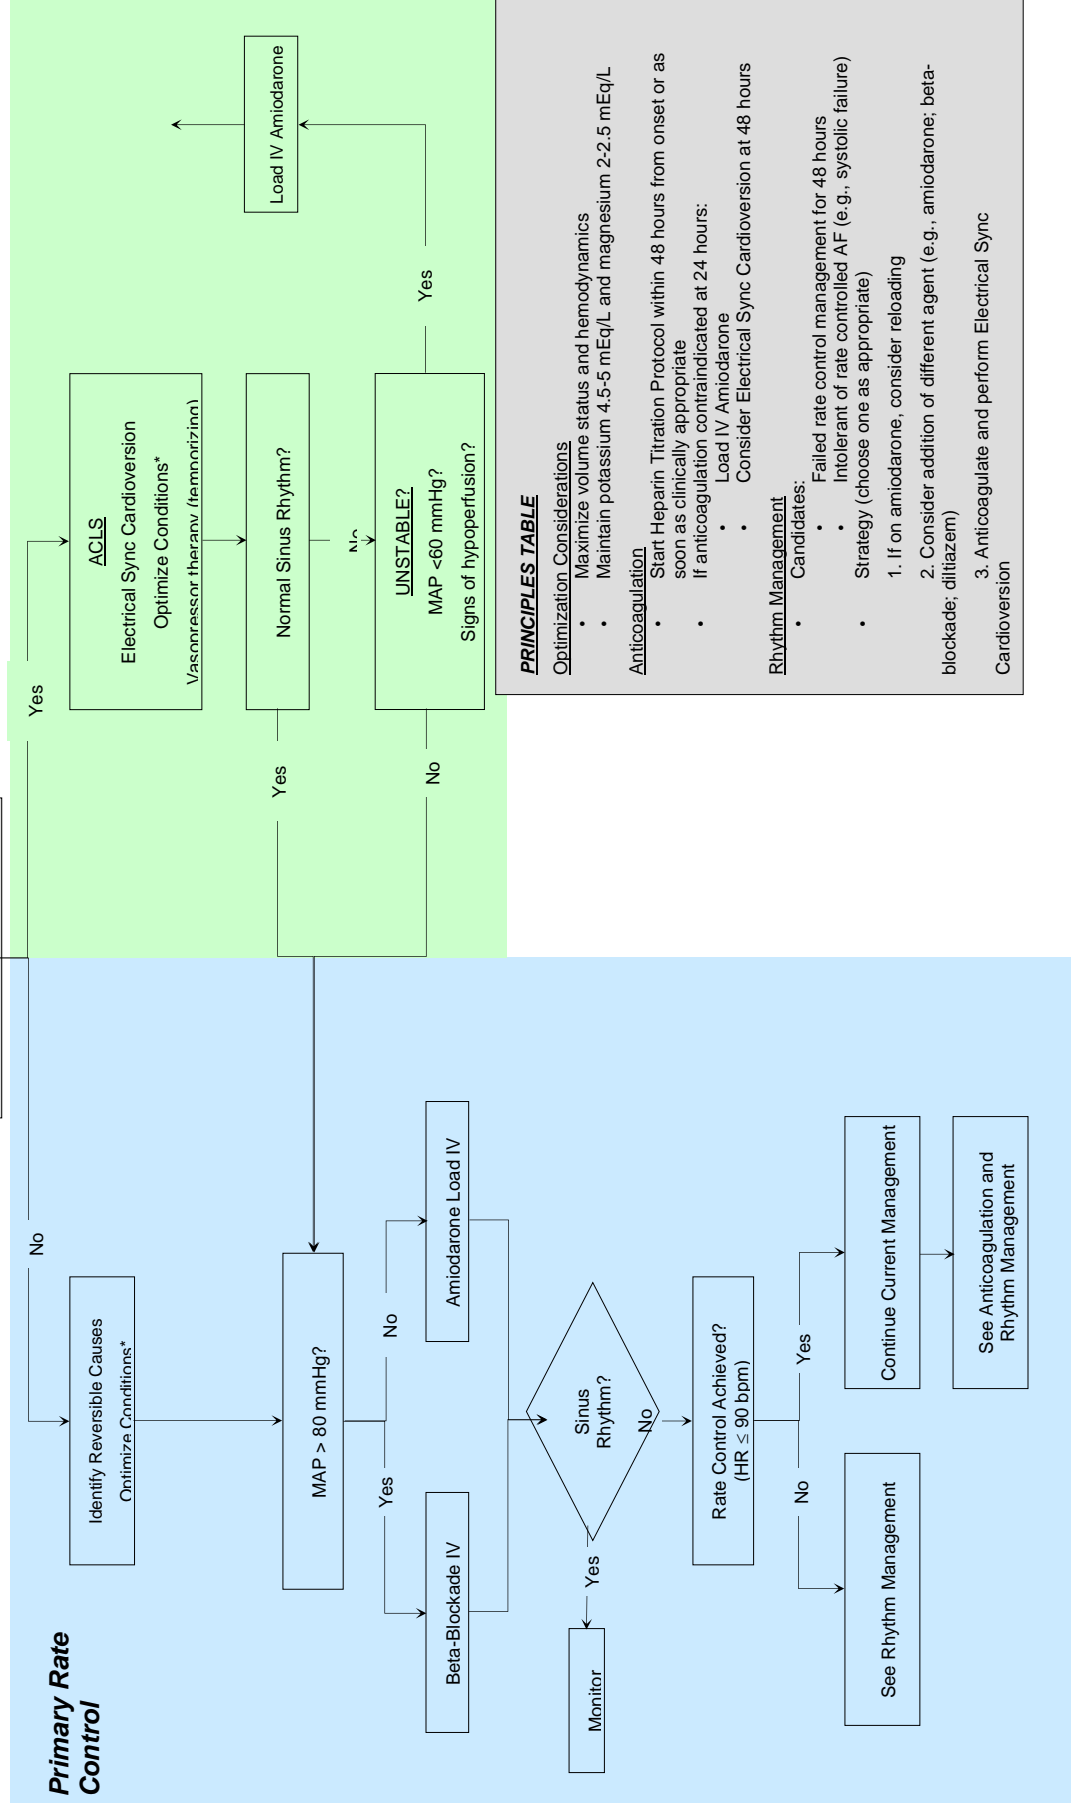 Primary Rate
Control
No
Identify Reversible Causes
Optimize Conditions*
MAP > 80 mmHg?
Yes
No
Beta-Blockade IV
Amiodarone Load IV
Sinus
Rhythm?
Yes
No
Monitor
Rate Control Achieved?
(HR ≤ 90 bpm)
No
Yes
See Rhythm Management
Continue Current Management
See Anticoagulation and
Rhythm Management
Yes
ACLS
Electrical Sync Cardioversion
Optimize Conditions*
Vasopressor therapy (temporizing)
Normal Sinus Rhythm?
Yes
No
UNSTABLE?
MAP <60 mmHg?
Signs of hypoperfusion?
No
Yes
Load IV Amiodarone
PRINCIPLES TABLE
Optimization Considerations
• Maximize volume status and hemodynamics
• Maintain potassium 4.5-5 mEq/L and magnesium 2-2.5 mEq/L
Anticoagulation
• Start Heparin Titration Protocol within 48 hours from onset or as
soon as clinically appropriate
• If anticoagulation contraindicated at 24 hours:
• Load IV Amiodarone
• Consider Electrical Sync Cardioversion at 48 hours
Rhythm Management
• Candidates:
• Failed rate control management for 48 hours
• Intolerant of rate controlled AF (e.g., systolic failure)
• Strategy (choose one as appropriate)
1. If on amiodarone, consider reloading
2. Consider addition of different agent (e.g., amiodarone; beta-
blockade; diltiazem)
3. Anticoagulate and perform Electrical Sync
Cardioversion